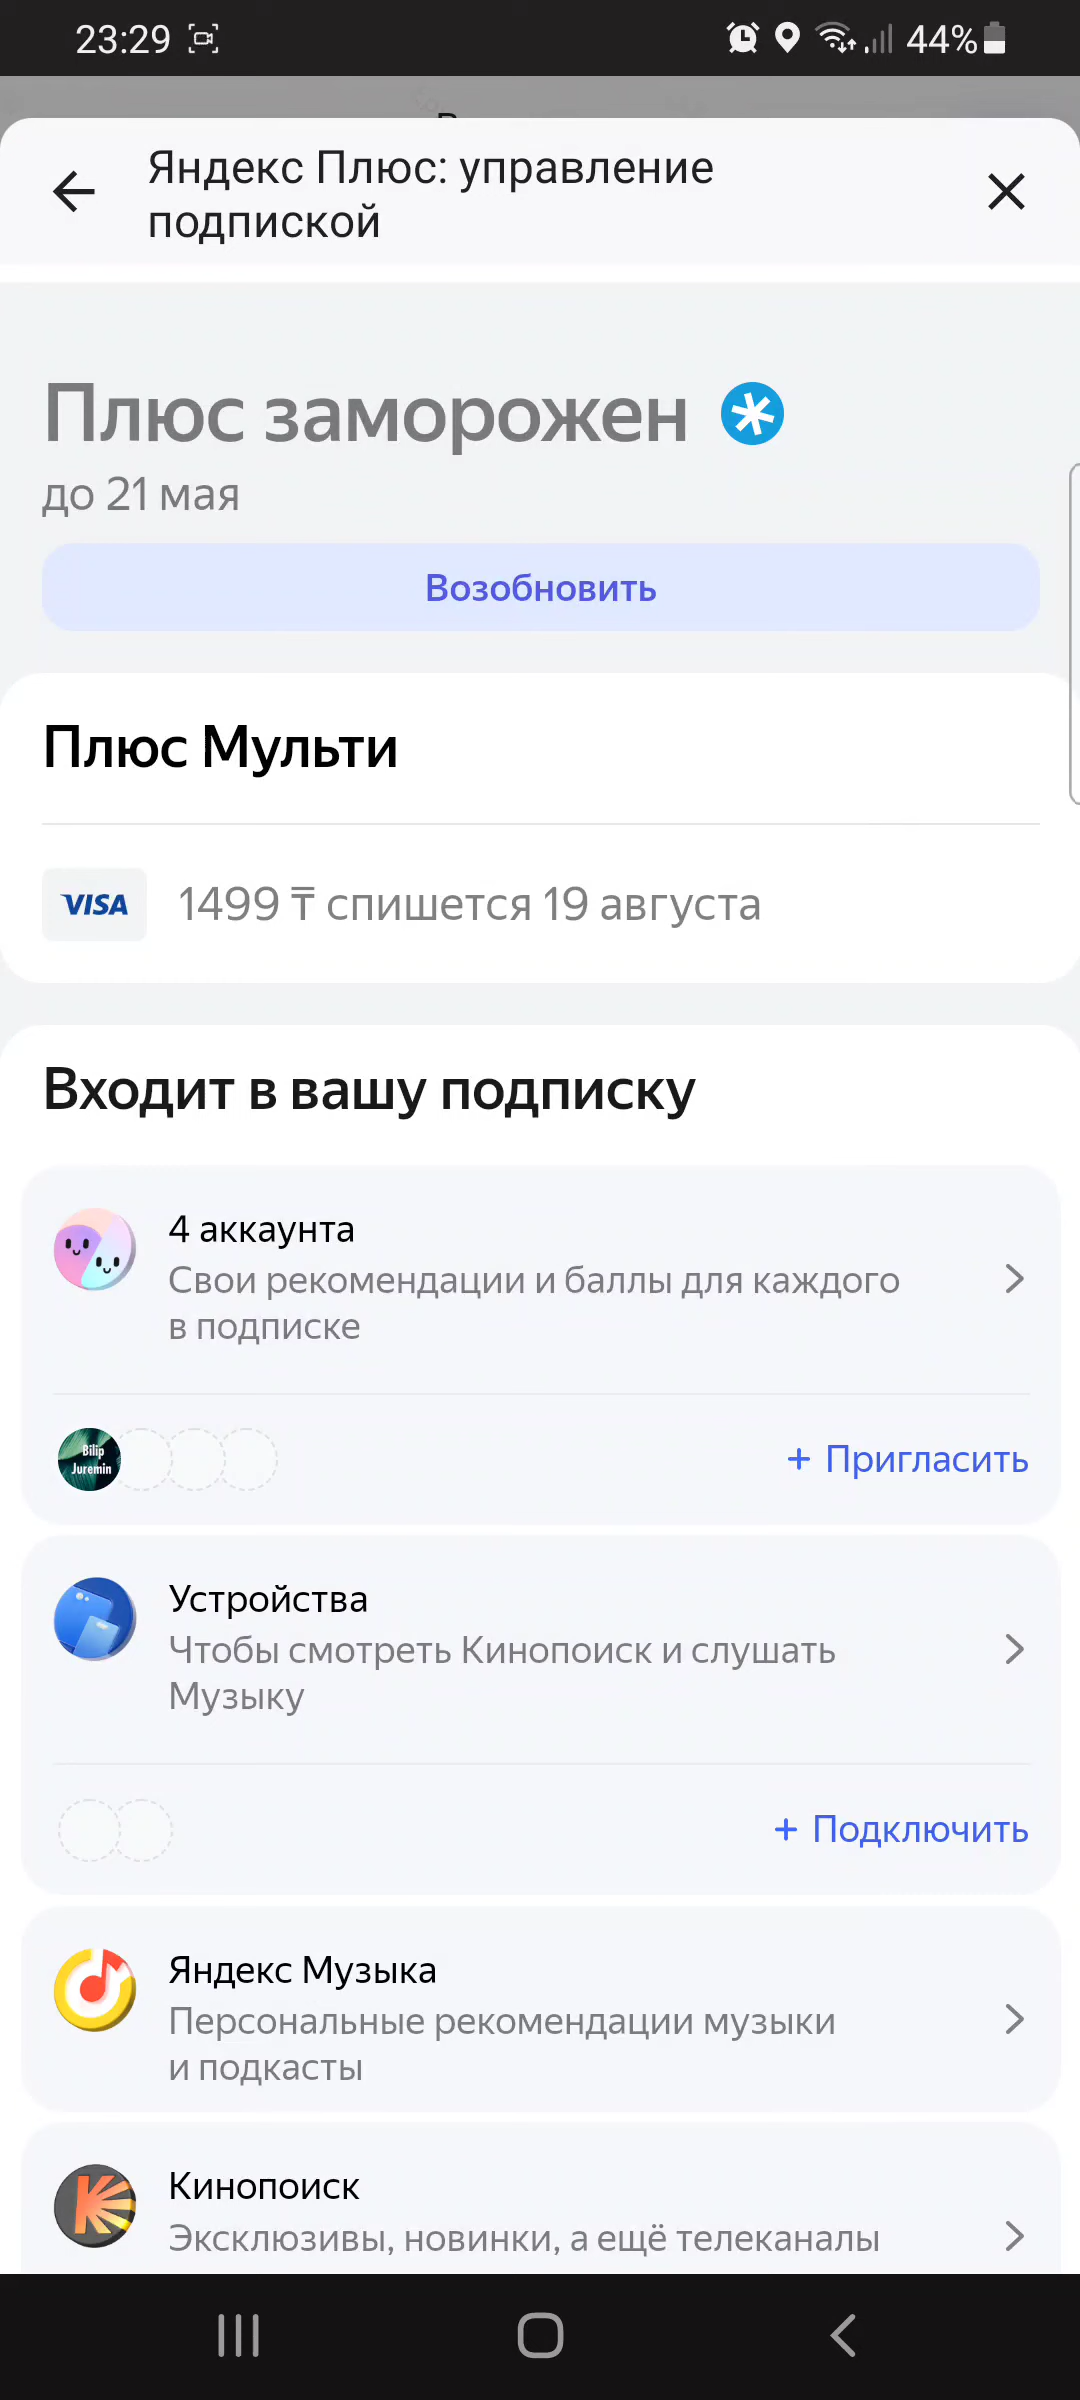 23:29
44%
Яндекс Плюс: управление
подпиской
Плюс заморожен
до 21 мая
Возобновить
Плюс Мульти
VISA
1499 ₸ спишется 19 августа
Входит в вашу подписку
4 аккаунта
Свои рекомендации и баллы для каждого
в подписке
Bilip
Juremin
+ Пригласить
Устройства
Чтобы смотреть Кинопоиск и слушать
Музыку
+ Подключить
Яндекс Музыка
Персональные рекомендации музыки
и подкасты
Кинопоиск
Эксклюзивы, новинки, а ещё телеканалы